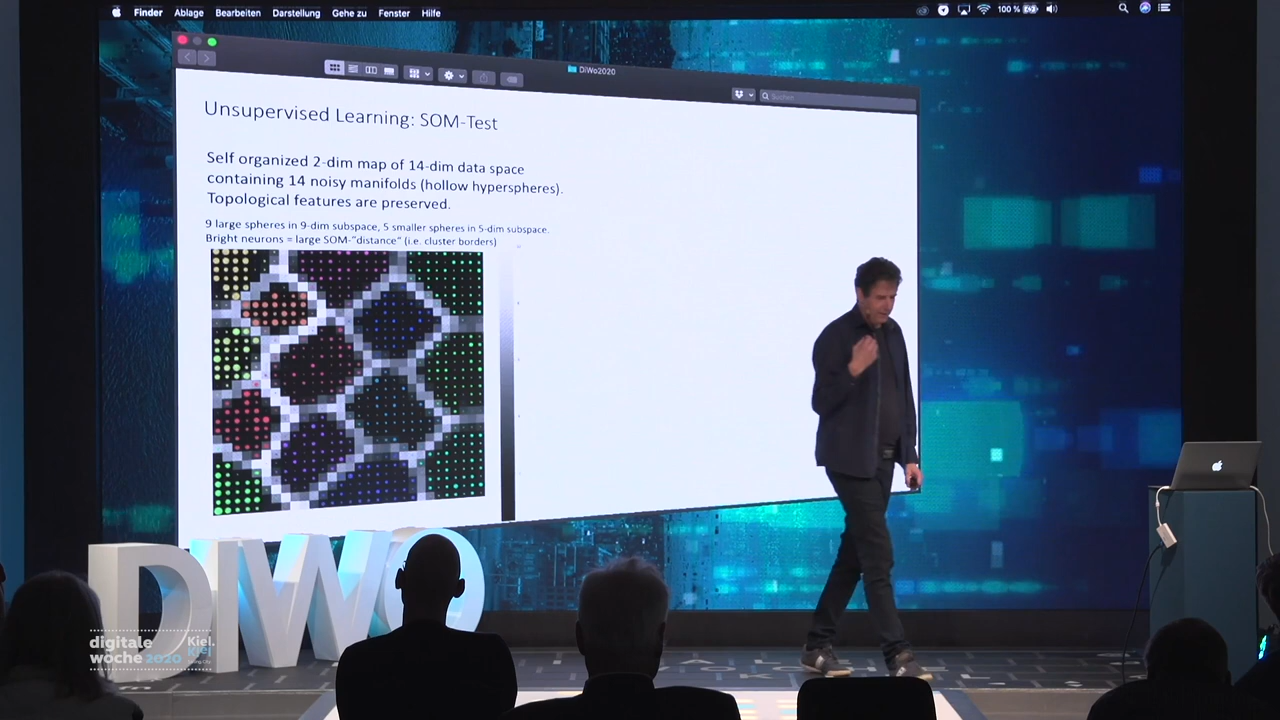 Finder Ablage Bearbeiten Darstellung Gehe zu Fenster Hilfe
100 %
DiWo2020
Suchen
Unsupervised Learning: SOM-Test
Self organized 2-dim map of 14-dim data space
containing 14 noisy manifolds (hollow hyperspheres).
Topological features are preserved.
9 large spheres in 9-dim subspace, 5 smaller spheres in 5-dim subspace.
Bright neurons = large SOM-"distance" (i.e. cluster borders)
DiWO
digitale
woche 2020
Kiel.